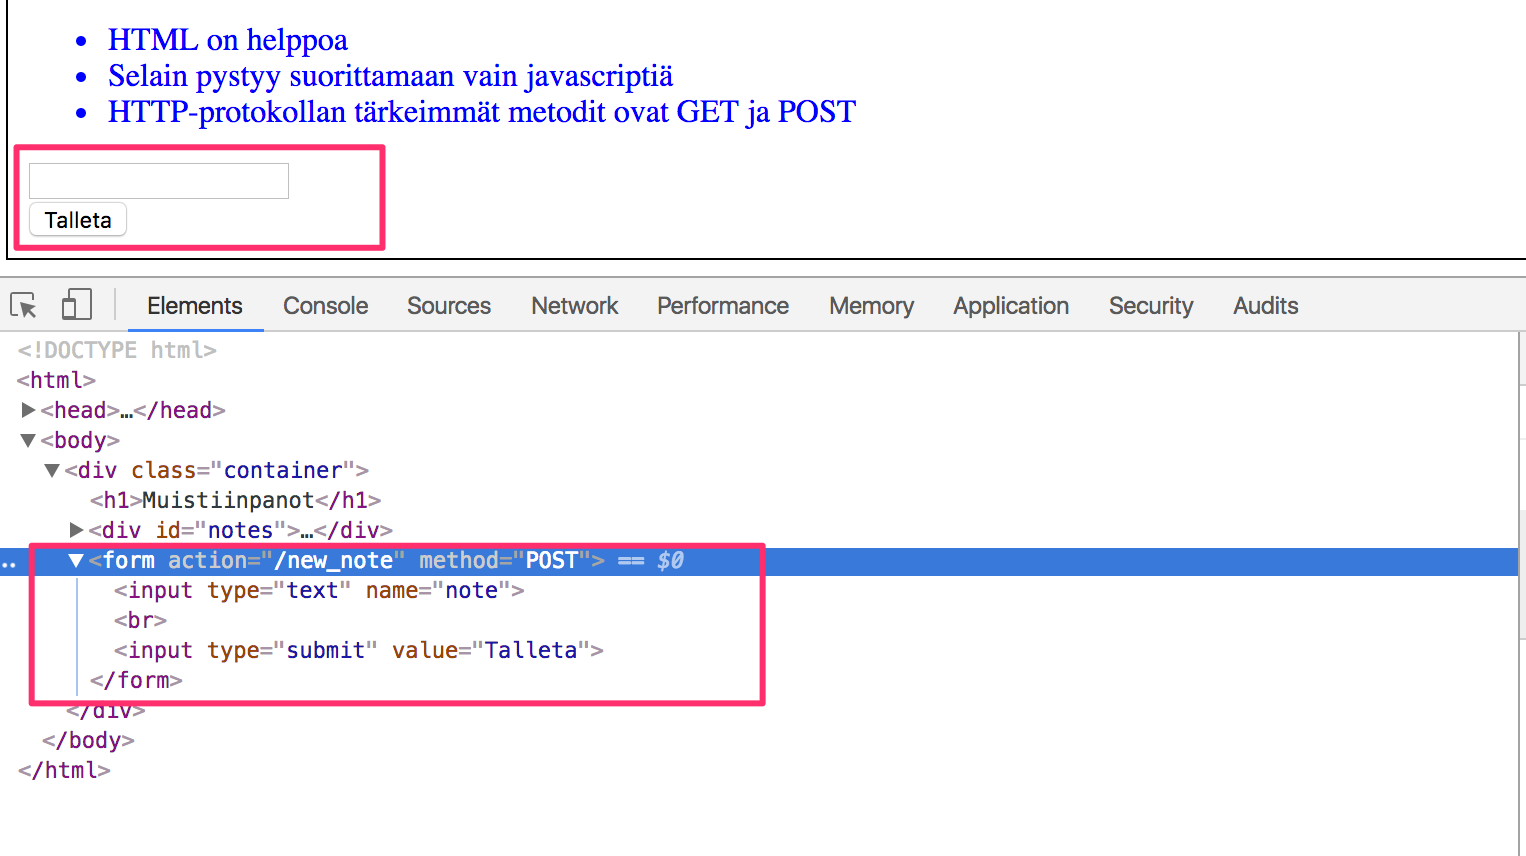 HTML on helppoa
Selain pystyy suorittamaan vain javascriptiä
HTTP-protokollan tärkeimmät metodit ovat GET ja POST
Talleta
Elements Console Sources Network Performance Memory Application Security Audits
<!DOCTYPE html>
<html>
<head>…</head>
<body>
<div class="container">
<h1>Muistiinpanot</h1>
<div id="notes">…</div>
<form action="/new_note" method="POST"> == $0
<input type="text" name="note">
<br>
<input type="submit" value="Talleta">
</form>
</div>
</body>
</html>